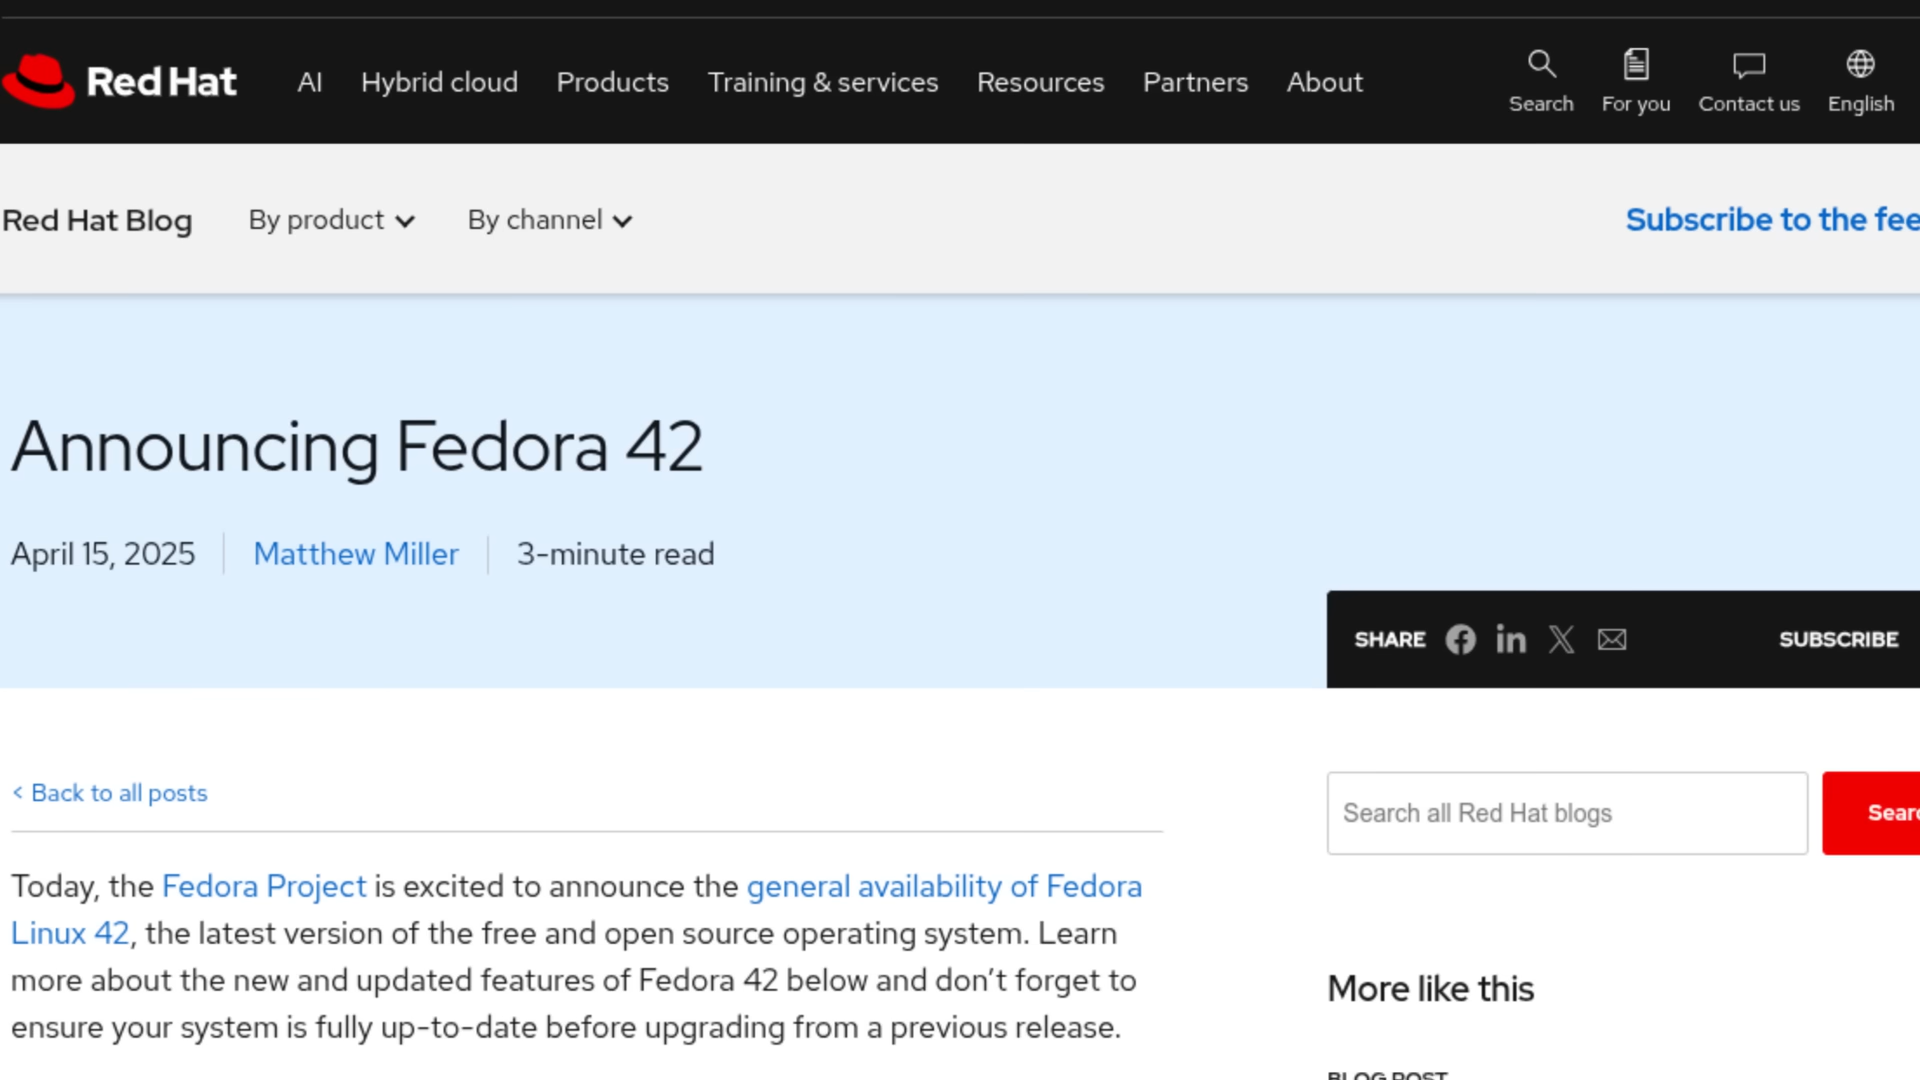 Red Hat
AI Hybrid cloud Products Training & services Resources Partners About
Search For you Contact us English
Red Hat Blog By product By channel Subscribe to the fee
Announcing Fedora 42
April 15, 2025 Matthew Miller 3-minute read
SHARE SUBSCRIBE
< Back to all posts
Search all Red Hat blogs
Searc
Today, the Fedora Project is excited to announce the general availability of Fedora
Linux 42, the latest version of the free and open source operating system. Learn
more about the new and updated features of Fedora 42 below and don’t forget to
ensure your system is fully up-to-date before upgrading from a previous release.
More like this
BLOG POST